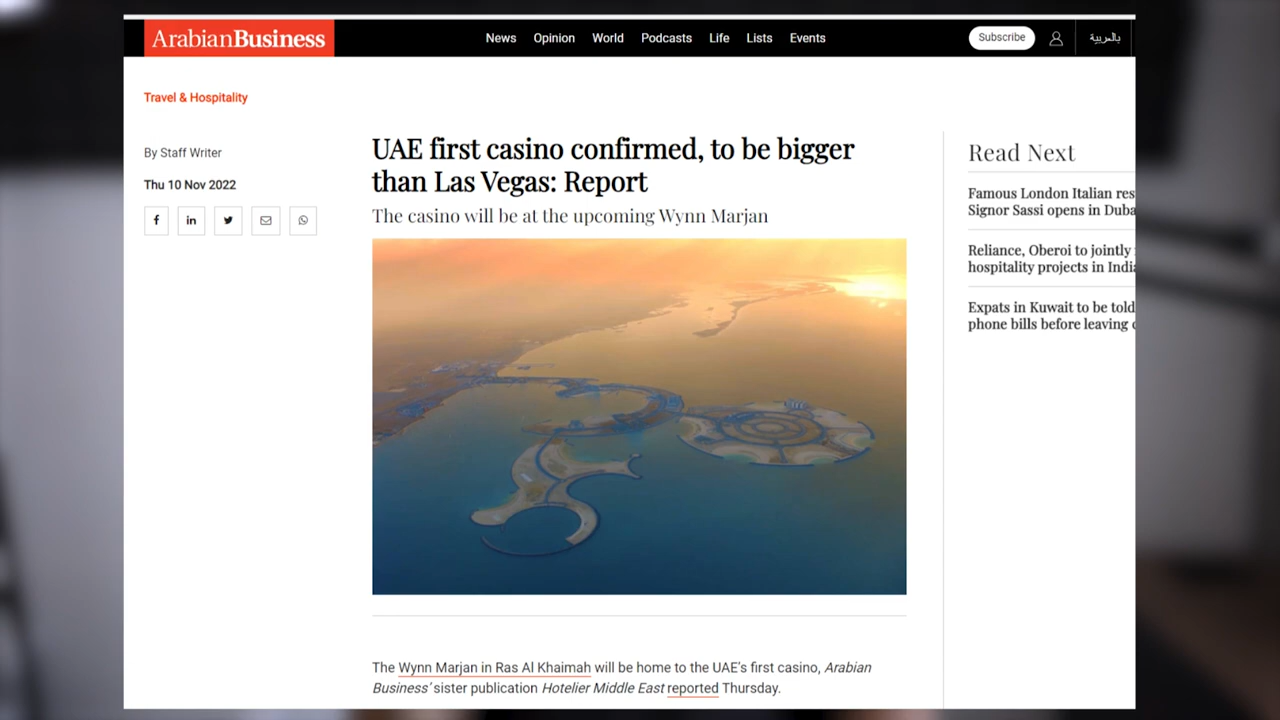 ArabianBusiness
News Opinion World Podcasts Life Lists Events
Subscribe
بالعربية
Travel & Hospitality
By Staff Writer
Thu 10 Nov 2022
UAE first casino confirmed, to be bigger
than Las Vegas: Report
The casino will be at the upcoming Wynn Marjan
The Wynn Marjan in Ras Al Khaimah will be home to the UAE's first casino, Arabian
Business' sister publication Hotelier Middle East reported Thursday.
Read Next
Famous London Italian res
Signor Sassi opens in Duba
Reliance, Oberoi to jointly
hospitality projects in India
Expats in Kuwait to be told
phone bills before leaving